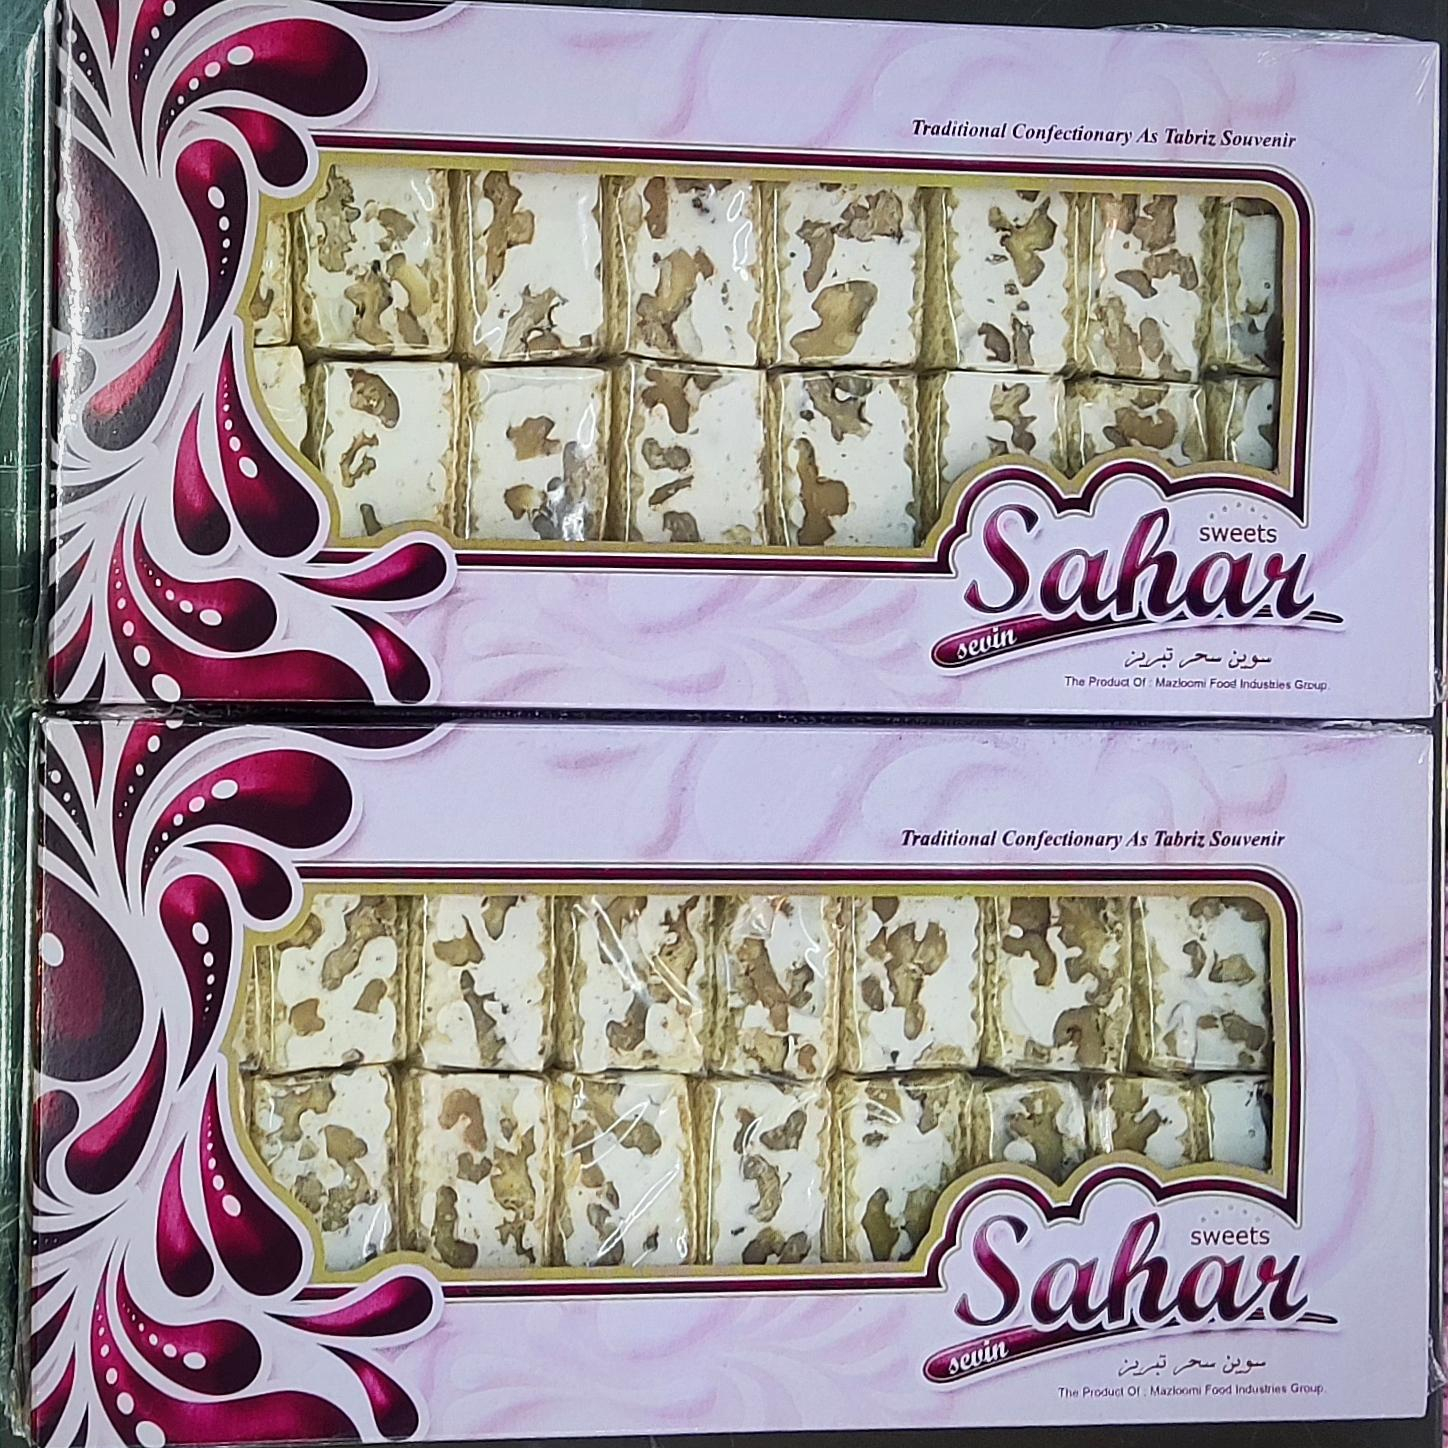 Traditional Confectionary As Tabriz Souvenir
sweets
Sahar
sevin
سوین سحر تبریز
The Product Of : Mazloomi Food Industries Group.
Traditional Confectionary As Tabriz Souvenir
sweets
Sahar
sevin
سوین سحر تبریز
The Product Of : Mazloomi Food Industries Group.